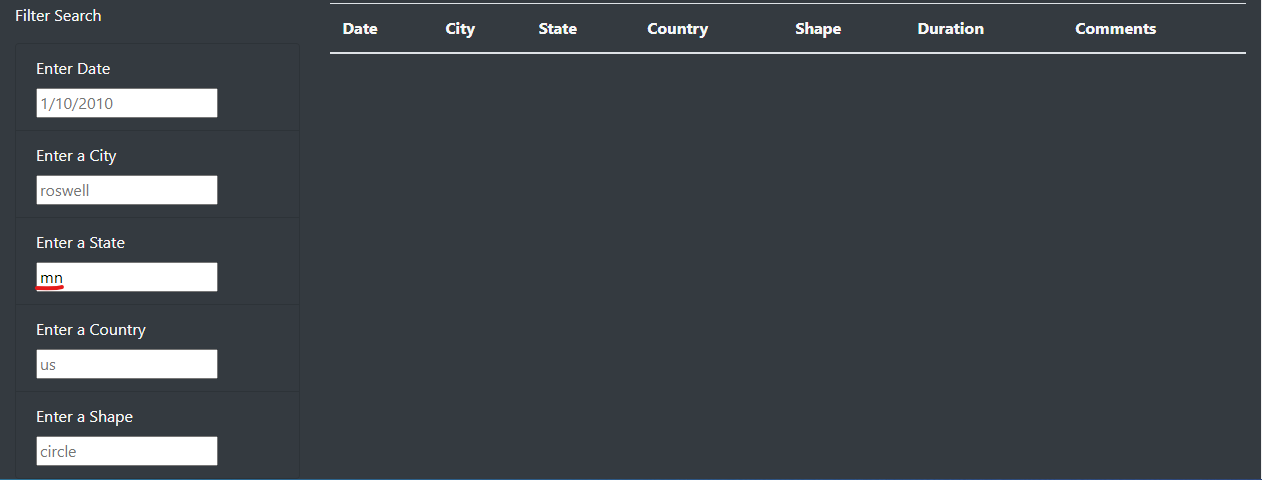 Filter Search
Enter Date
1/10/2010
Enter a City
roswell
Enter a State
mn
Enter a Country
us
Enter a Shape
circle
Date City State Country Shape Duration Comments